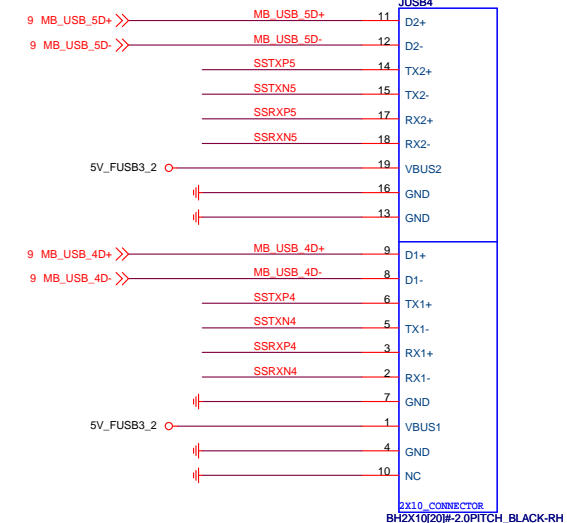 JUSB4
9 MB_USB_5D+ MB_USB_5D+ 11 D2+
9 MB_USB_5D- MB_USB_5D- 12 D2-
SSTXP5 14 TX2+
SSTXN5 15 TX2-
SSRXP5 17 RX2+
SSRXN5 18 RX2-
5V_FUSB3_2 19 VBUS2
16 GND
13 GND
9 MB_USB_4D+ MB_USB_4D+ 9 D1+
9 MB_USB_4D- MB_USB_4D- 8 D1-
SSTXP4 6 TX1+
SSTXN4 5 TX1-
SSRXP4 3 RX1+
SSRXN4 2 RX1-
7 GND
5V_FUSB3_2 1 VBUS1
4 GND
10 NC
2X10_CONNECTOR
BH2X10[20]#-2.0PITCH_BLACK-RH